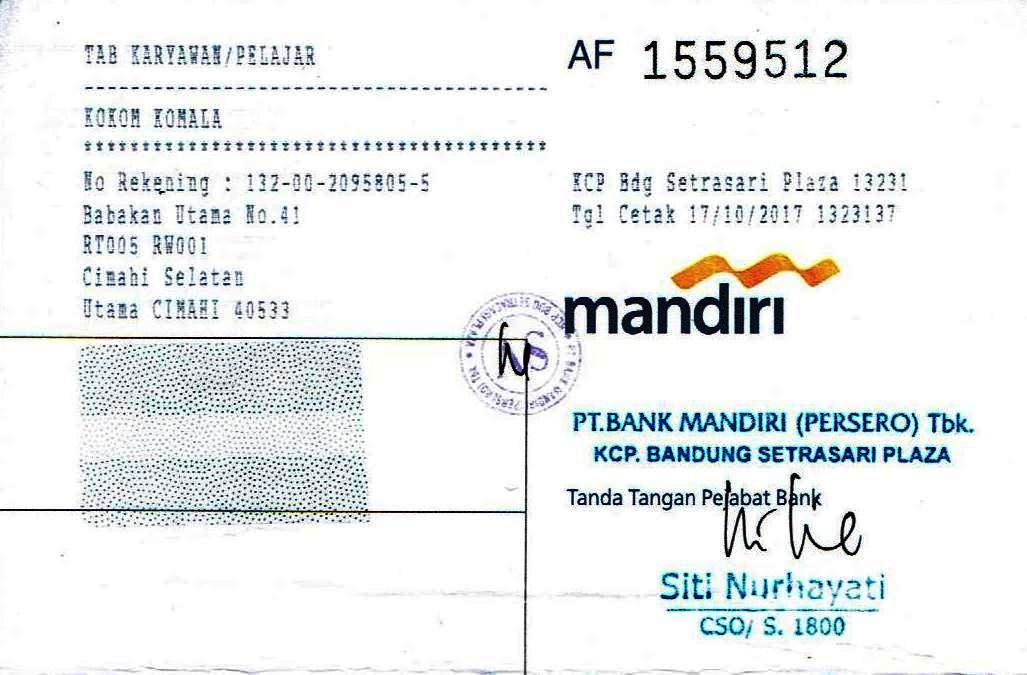 TAB KARYAWAN/PELAJAR
AF 1559512
KOKOM KOMALA
No Rekening : 132-00-2095805-5
Babakan Utama No.41
RT005 RW001
Cimahi Selatan
Utama CIMAHI 40533
KCP Bdg Setrasari Plaza 13231
Tgl Cetak 17/10/2017 1323137
mandiri
PT.BANK MANDIRI (PERSERO) Tbk.
KCP. BANDUNG SETRASARI PLAZA
Tanda Tangan Pejabat Bank
Siti Nurhayati
CSO/ S. 1800